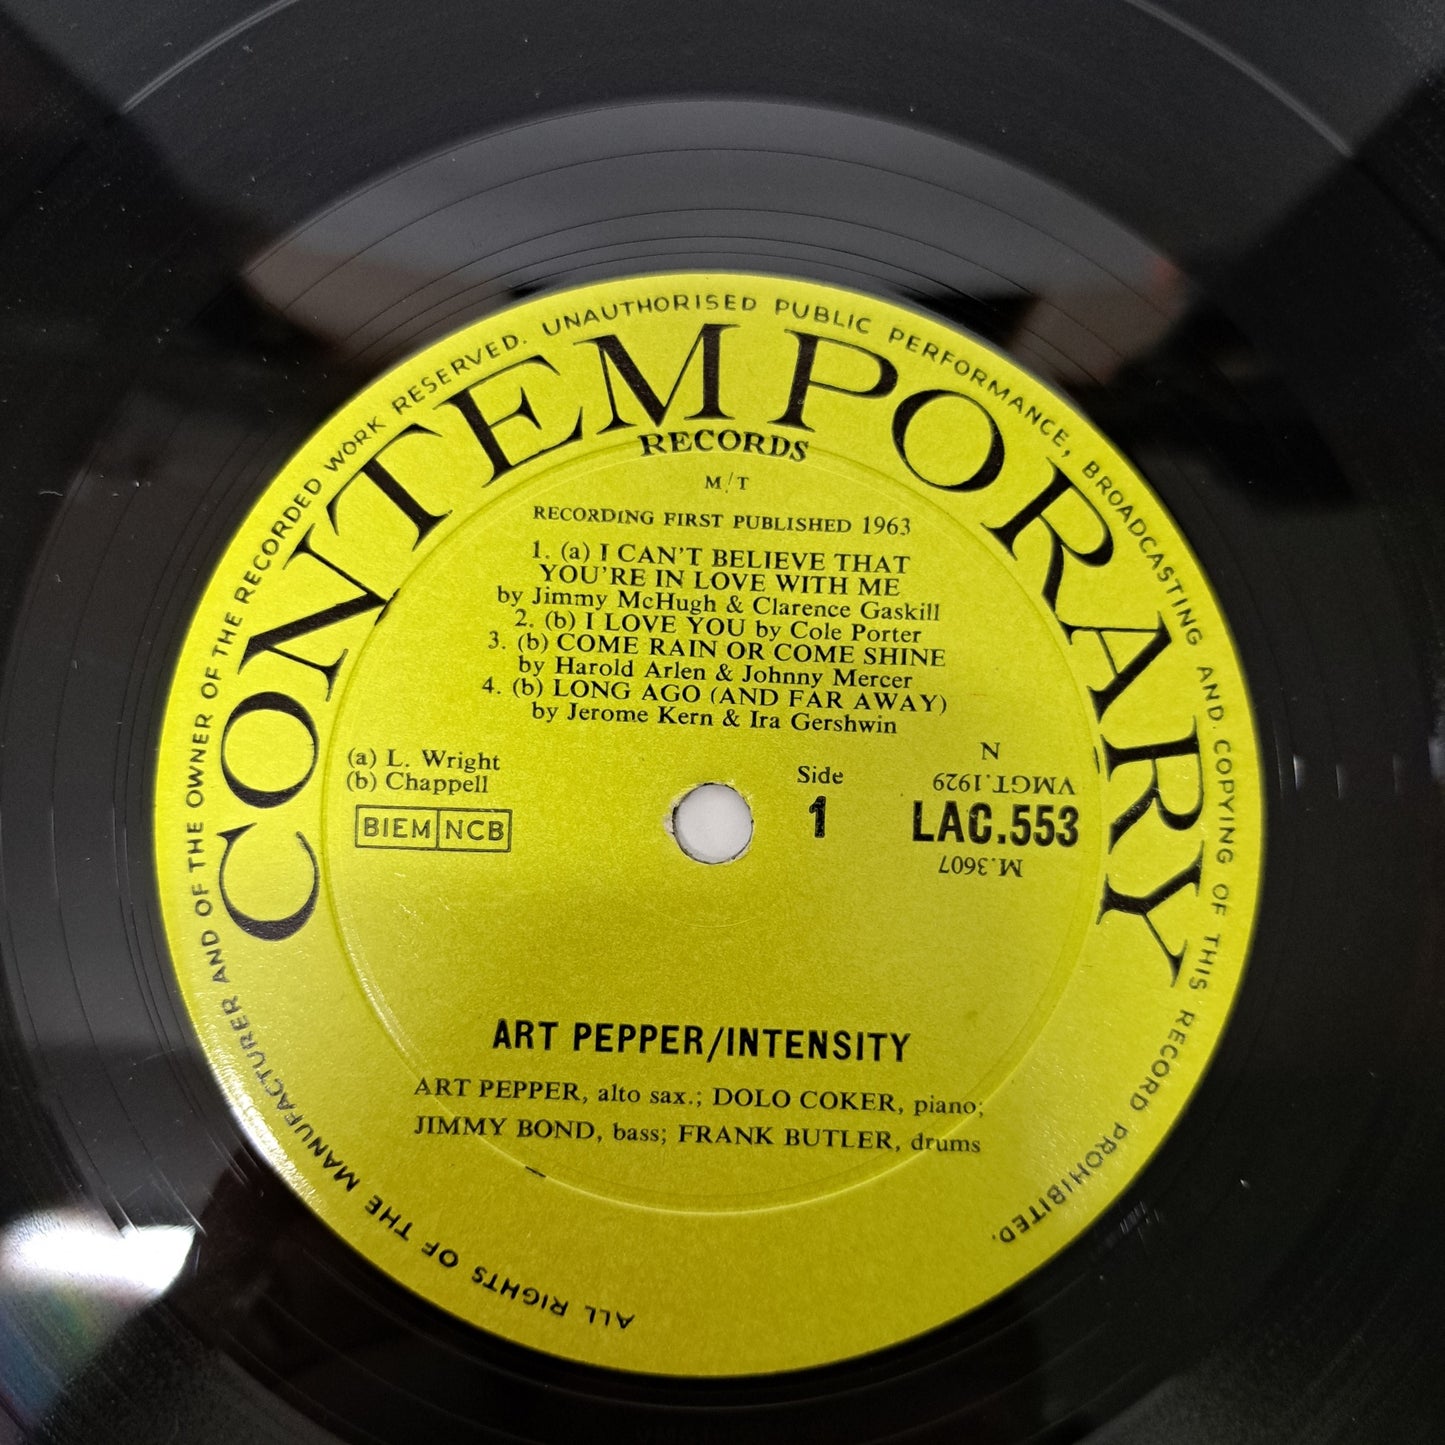 ALL RIGHTS OF THE MANUFACTURER AND OF THE OWNER OF THE RECORDED WORK RESERVED. UNAUTHORISED PUBLIC PERFORMANCE, BROADCASTING AND COPYING OF THIS RECORD PROHIBITED.
CONTEMPORARY
RECORDS
M/T
RECORDING FIRST PUBLISHED 1963
1. (a) I CAN'T BELIEVE THAT
YOU'RE IN LOVE WITH ME
by Jimmy McHugh & Clarence Gaskill
2. (b) I LOVE YOU by Cole Porter
3. (b) COME RAIN OR COME SHINE
by Harold Arlen & Johnny Mercer
4. (b) LONG AGO (AND FAR AWAY)
by Jerome Kern & Ira Gershwin
(a) L. Wright
(b) Chappell
BIEM NCB
Side
1
N
VMGT.1929
LAC.553
M.3607
ART PEPPER/INTENSITY
ART PEPPER, alto sax.; DOLO COKER, piano;
JIMMY BOND, bass; FRANK BUTLER, drums